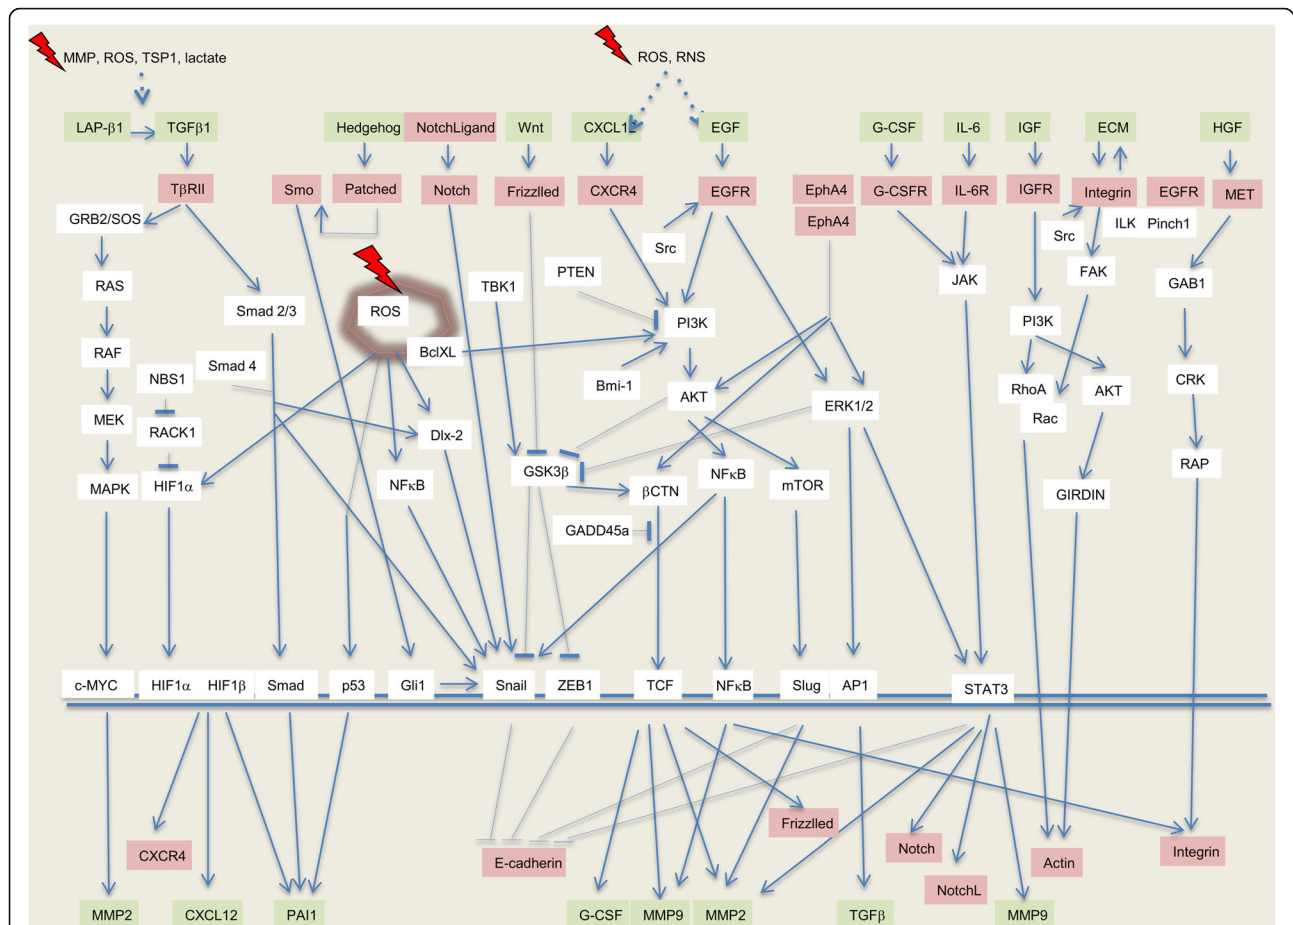 MMP, ROS, TSP1, lactate
ROS, RNS
LAP-β1
TGFβ1
Hedgehog
NotchLigand
Wnt
CXCL12
EGF
G-CSF
IL-6
IGF
ECM
HGF
TβRII
Smo
Patched
Notch
Frizzlled
CXCR4
EGFR
EphA4
G-CSFR
IL-6R
IGFR
Integrin
EGFR
MET
GRB2/SOS
EphA4
Src
Src
ILK
Pinch1
RAS
Smad 2/3
ROS
TBK1
PTEN
JAK
FAK
GAB1
PI3K
PI3K
RAF
BclXL
NBS1
Smad 4
Bmi-1
AKT
RhoA
AKT
CRK
MEK
RACK1
Dlx-2
ERK1/2
Rac
MAPK
HIF1α
NFκB
GSK3β
βCTN
NFκB
mTOR
GIRDIN
RAP
GADD45a
c-MYC
HIF1α
HIF1β
Smad
p53
Gli1
Snail
ZEB1
TCF
NFκB
Slug
AP1
STAT3
Frizzlled
CXCR4
E-cadherin
Notch
Actin
Integrin
NotchL
MMP2
CXCL12
PAI1
G-CSF
MMP9
MMP2
TGFβ
MMP9